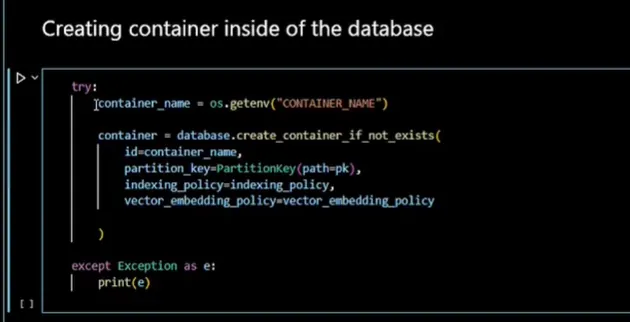 Creating container inside of the database
try:
container_name = os.getenv("CONTAINER_NAME")
container = database.create_container_if_not_exists(
id=container_name,
partition_key=PartitionKey(path=pk),
indexing_policy=indexing_policy,
vector_embedding_policy=vector_embedding_policy
)
except Exception as e:
print(e)
[ ]